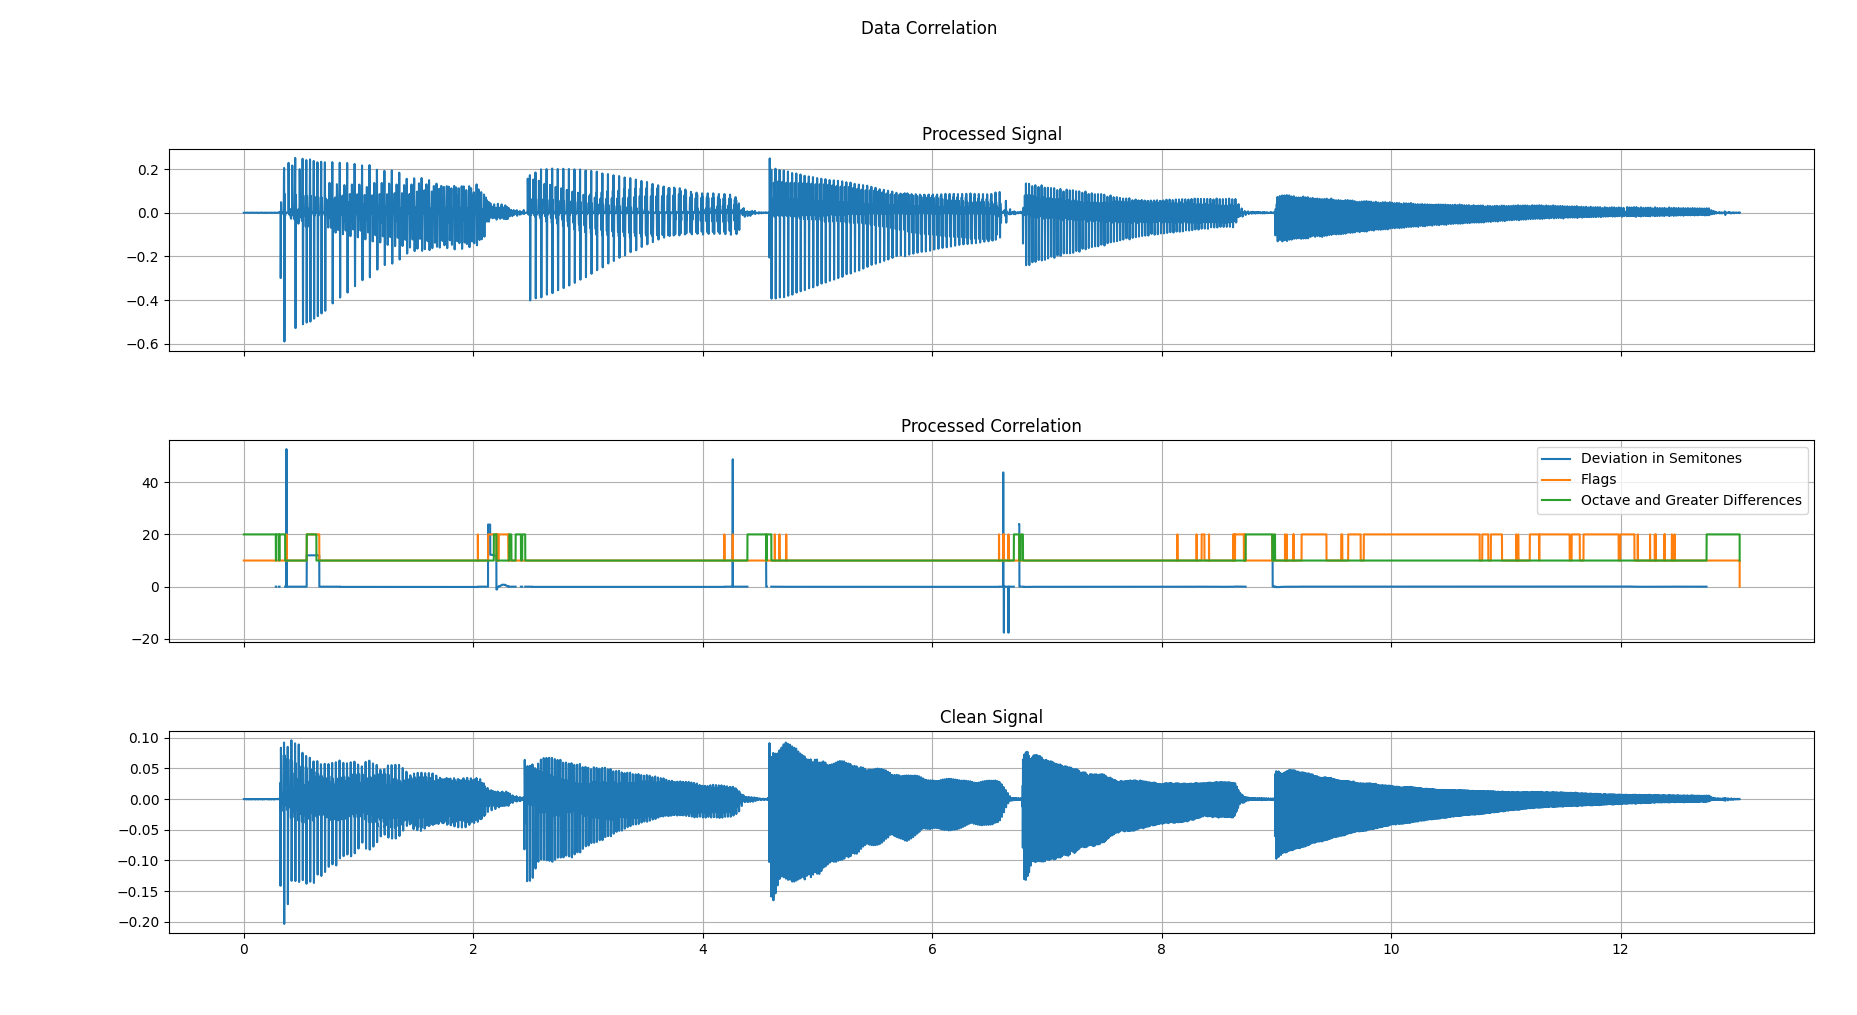 Data Correlation
Processed Signal
0.2
0.0
−0.2
−0.4
−0.6
Processed Correlation
40
20
0
−20
Deviation in Semitones
Flags
Octave and Greater Differences
Clean Signal
0.10
0.05
0.00
−0.05
−0.10
−0.15
−0.20
0 2 4 6 8 10 12